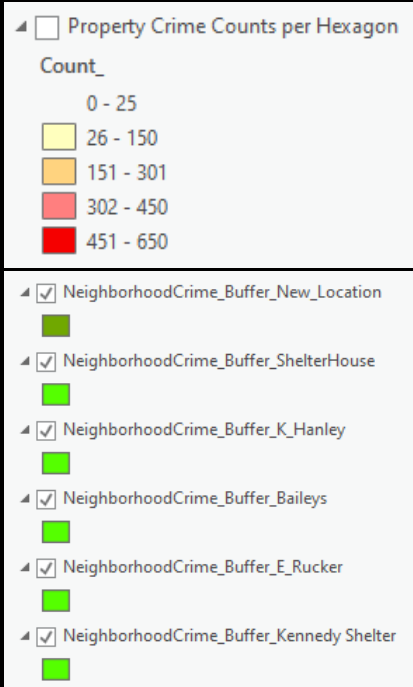 Property Crime Counts per Hexagon
Count_
0 - 25
26 - 150
151 - 301
302 - 450
451 - 650
NeighborhoodCrime_Buffer_New_Location
NeighborhoodCrime_Buffer_ShelterHouse
NeighborhoodCrime_Buffer_K_Hanley
NeighborhoodCrime_Buffer_Baileys
NeighborhoodCrime_Buffer_E_Rucker
NeighborhoodCrime_Buffer_Kennedy Shelter